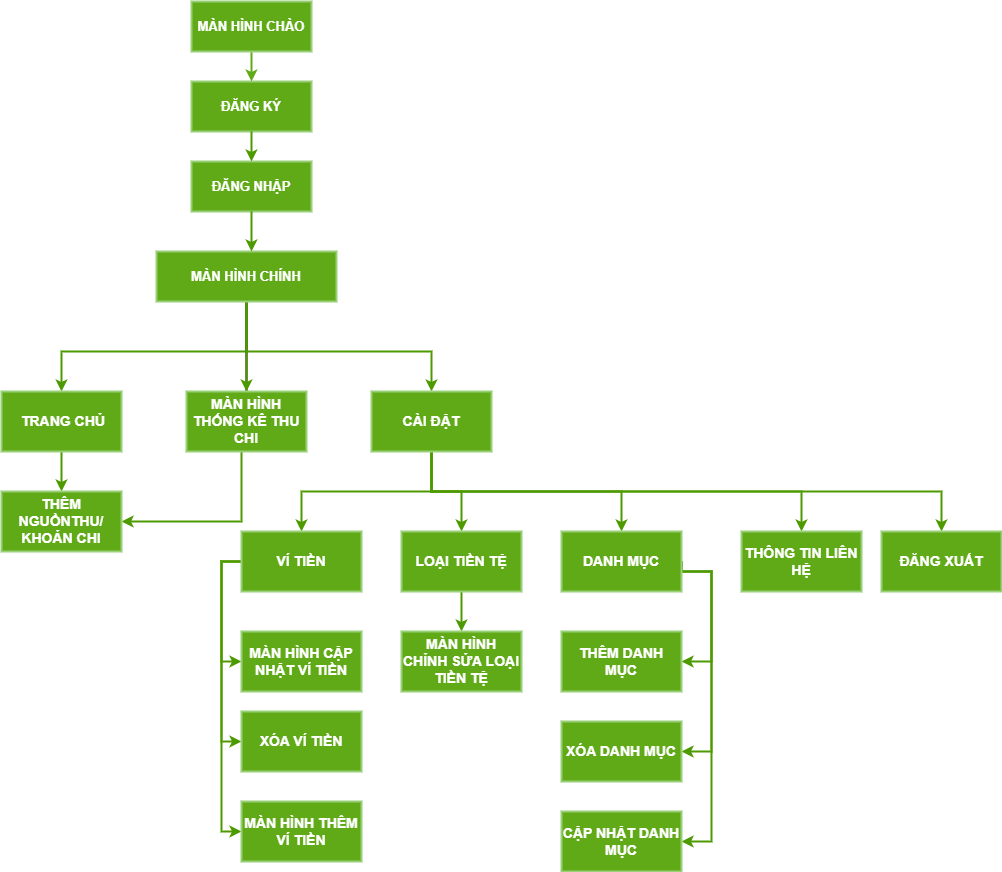 MÀN HÌNH CHÀO
ĐĂNG KÝ
ĐĂNG NHẬP
MÀN HÌNH CHÍNH
TRANG CHỦ
MÀN HÌNH
THỐNG KÊ THU
CHI
CÀI ĐẶT
THÊM
NGUỒN THU/
KHOẢN CHI
VÍ TIỀN
LOẠI TIỀN TỆ
DANH MỤC
THÔNG TIN LIÊN
HỆ
ĐĂNG XUẤT
MÀN HÌNH CẬP
NHẬT VÍ TIỀN
MÀN HÌNH
CHỈNH SỬA LOẠI
TIỀN TỆ
THÊM DANH
MỤC
XÓA VÍ TIỀN
XÓA DANH MỤC
MÀN HÌNH THÊM
VÍ TIỀN
CẬP NHẬT DANH
MỤC